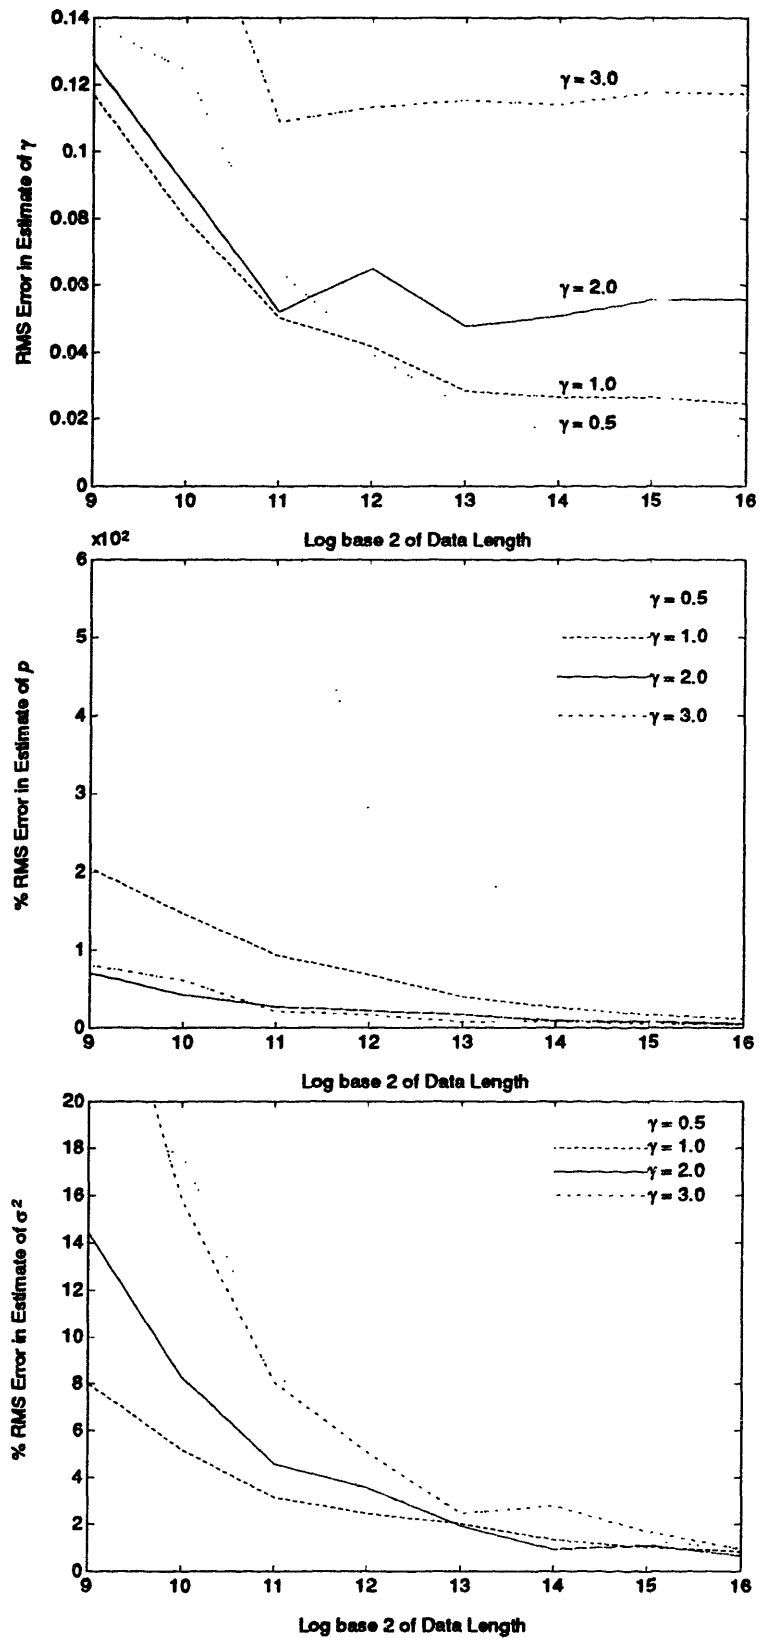 0.14
0.12
0.1
0.08
0.06
0.04
0.02
0
RMS Error in Estimate of γ
γ = 3.0
γ = 2.0
γ = 1.0
γ = 0.5
9 10 11 12 13 14 15 16
Log base 2 of Data Length
x10²
6
5
4
3
2
1
0
% RMS Error in Estimate of p
γ = 0.5
γ = 1.0
γ = 2.0
γ = 3.0
9 10 11 12 13 14 15 16
Log base 2 of Data Length
20
18
16
14
12
10
8
6
4
2
0
% RMS Error in Estimate of σ²
γ = 0.5
γ = 1.0
γ = 2.0
γ = 3.0
9 10 11 12 13 14 15 16
Log base 2 of Data Length